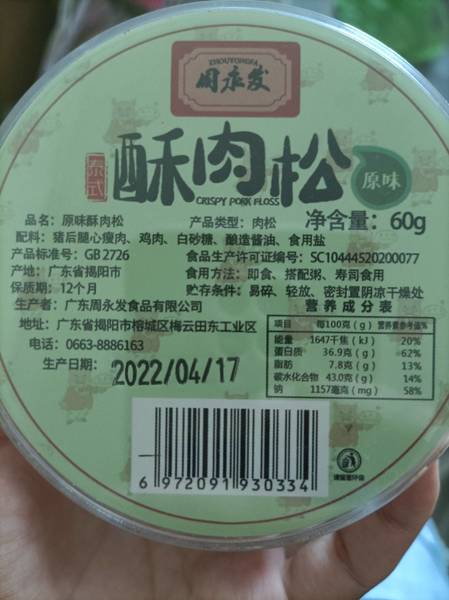 ZHOUYONGFA
周永发
泰式
酥肉松
CRISPY PORK FLOSS
原味
品名：原味酥肉松
产品类型：肉松
净含量：60g
配料：猪后腿心瘦肉、鸡肉、白砂糖、酿造酱油、食用盐
产品标准号：GB 2726
食品生产许可证编号：SC10444520200077
产地：广东省揭阳市
食用方法：即食、搭配粥、寿司食用
保质期：12个月
贮存条件：易碎、轻放、密封置阴凉干燥处
生产者：广东周永发食品有限公司
地址：广东省揭阳市榕城区梅云田东工业区
电话：0663-8886163
生产日期：
2022/04/17
营养成分表
项目 每100克(g) 营养素参考值%
能量 1647千焦(kJ) 20%
蛋白质 36.9克(g) 62%
脂肪 7.8克(g) 13%
碳水化合物 43.0克(g) 14%
钠 1157毫克(mg) 58%
6 972091 930334